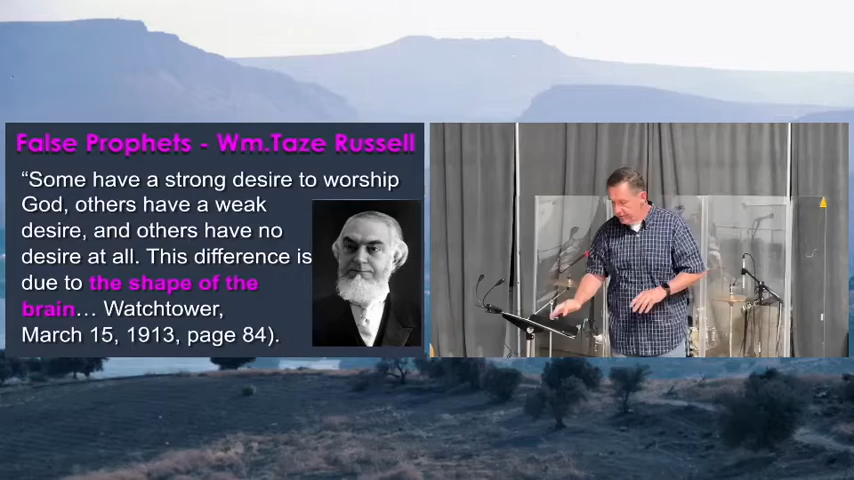 False Prophets - Wm.Taze Russell
“Some have a strong desire to worship
God, others have a weak
desire, and others have no
desire at all. This difference is
due to the shape of the
brain… Watchtower,
March 15, 1913, page 84).